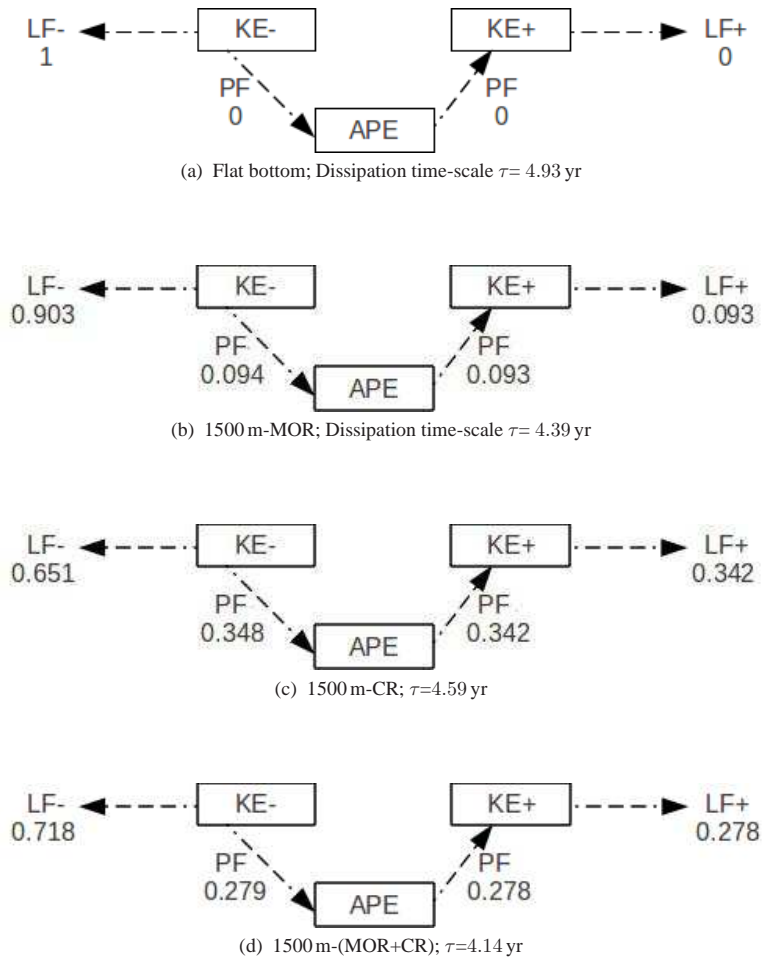 LF- KE- KE+ LF+
1 PF PF 0
0 0
APE
(a) Flat bottom; Dissipation time-scale τ= 4.93 yr
LF- KE- KE+ LF+
0.903 PF PF 0.093
0.094 0.093
APE
(b) 1500 m-MOR; Dissipation time-scale τ= 4.39 yr
LF- KE- KE+ LF+
0.651 PF PF 0.342
0.348 0.342
APE
(c) 1500 m-CR; τ=4.59 yr
LF- KE- KE+ LF+
0.718 PF PF 0.278
0.279 0.278
APE
(d) 1500 m-(MOR+CR); τ=4.14 yr